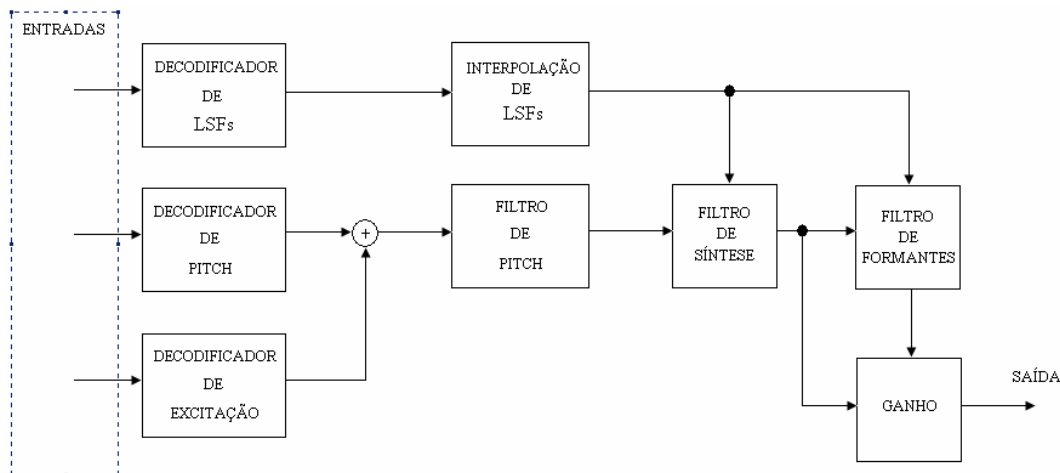 ENTRADAS
DECODIFICADOR
DE
LSFs
INTERPOLAÇÃO
DE
LSFs
DECODIFICADOR
DE
PITCH
+
FILTRO
DE
PITCH
FILTRO
DE
SÍNTESE
FILTRO
DE
FORMANTES
DECODIFICADOR
DE
EXCITAÇÃO
GANHO
SAÍDA